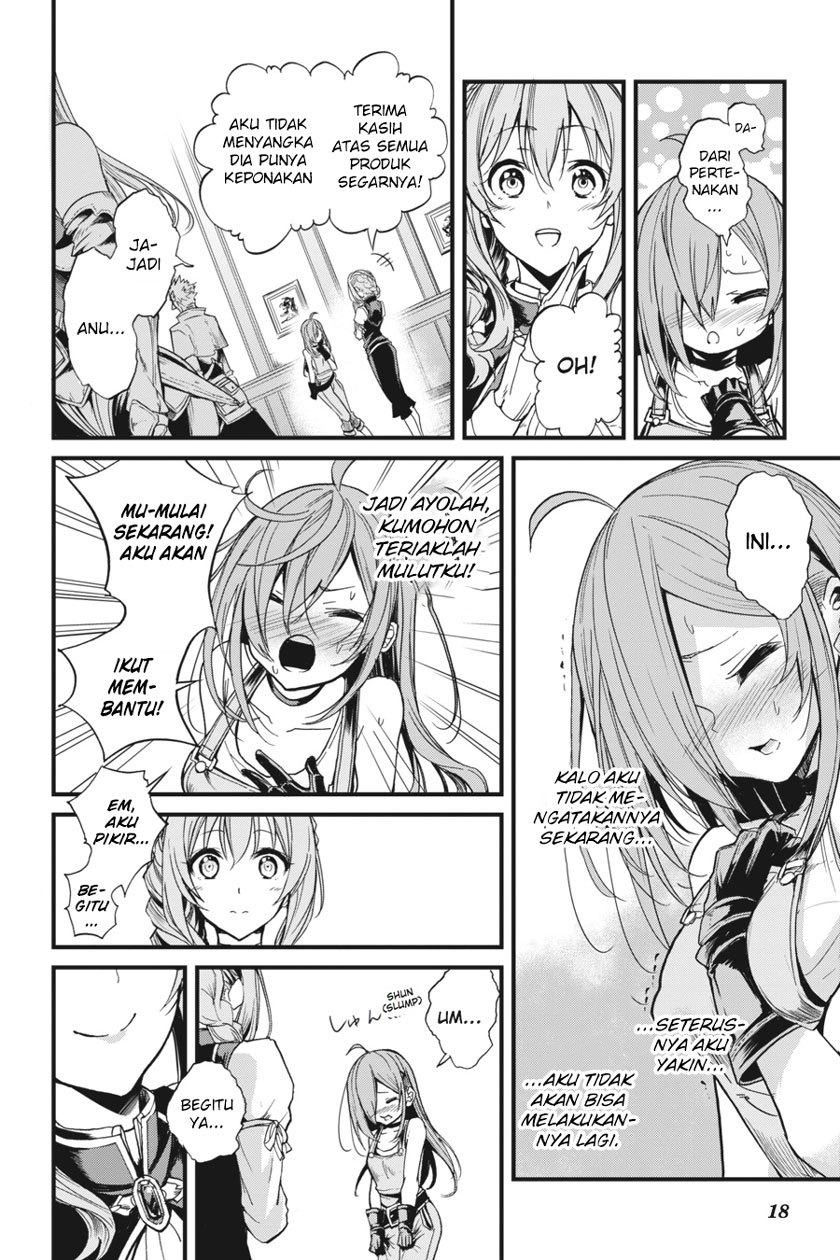 DA-
DARI
PERTE-
NAKAN
...
OH!
TERIMA
KASIH
ATAS SEMUA
PRODUK
SEGARNYA!
AKU TIDAK
MENYANGKA
DIA PUNYA
KEPONAKAN
JA-
JADI
ANU...
INI...
KALO AKU
TIDAK ME-
NGATAKANNYA
SEKARANG...
...SETERUS-
NYA AKU
YAKIN...
...AKU TIDAK
AKAN BISA
MELAKUKAN-
NYA LAGI.
JADI AYOLAH,
KUMOHON
TERIAKLAH
MULUTKU!
MU-MULAI
SEKARANG!
AKU AKAN
IKUT
MEM-
BANTU!
EM,
AKU
PIKIR...
BE-
GITU
...
UM...
SHUN
(SLUMP)
しゅん...
BEGITU
YA...
18